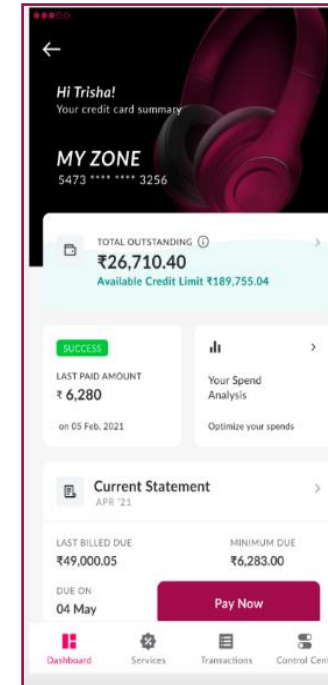 Hi Trisha!
Your credit card summary
MY ZONE
5473 **** **** 3256
TOTAL OUTSTANDING
₹26,710.40
Available Credit Limit ₹189,755.04
SUCCESS
LAST PAID AMOUNT
₹ 6,280
on 05 Feb, 2021
Your Spend
Analysis
Optimize your spends
Current Statement
APR '21
LAST BILLED DUE
₹49,000.05
MINIMUM DUE
₹6,283.00
DUE ON
04 May
Pay Now
Dashboard
Services
Transactions
Control Cent